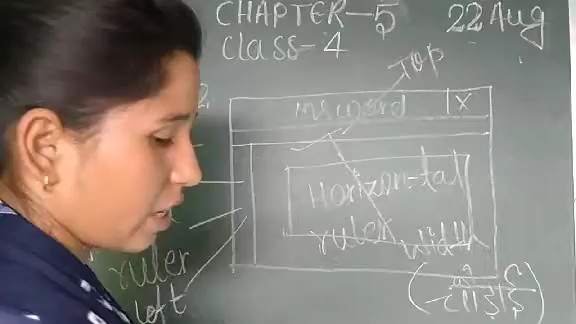 CHAPTER-5 22 Aug
Class-4
TOP
ms word X
Horizontal
ruler width
ruler
left
(चौड़ाई)